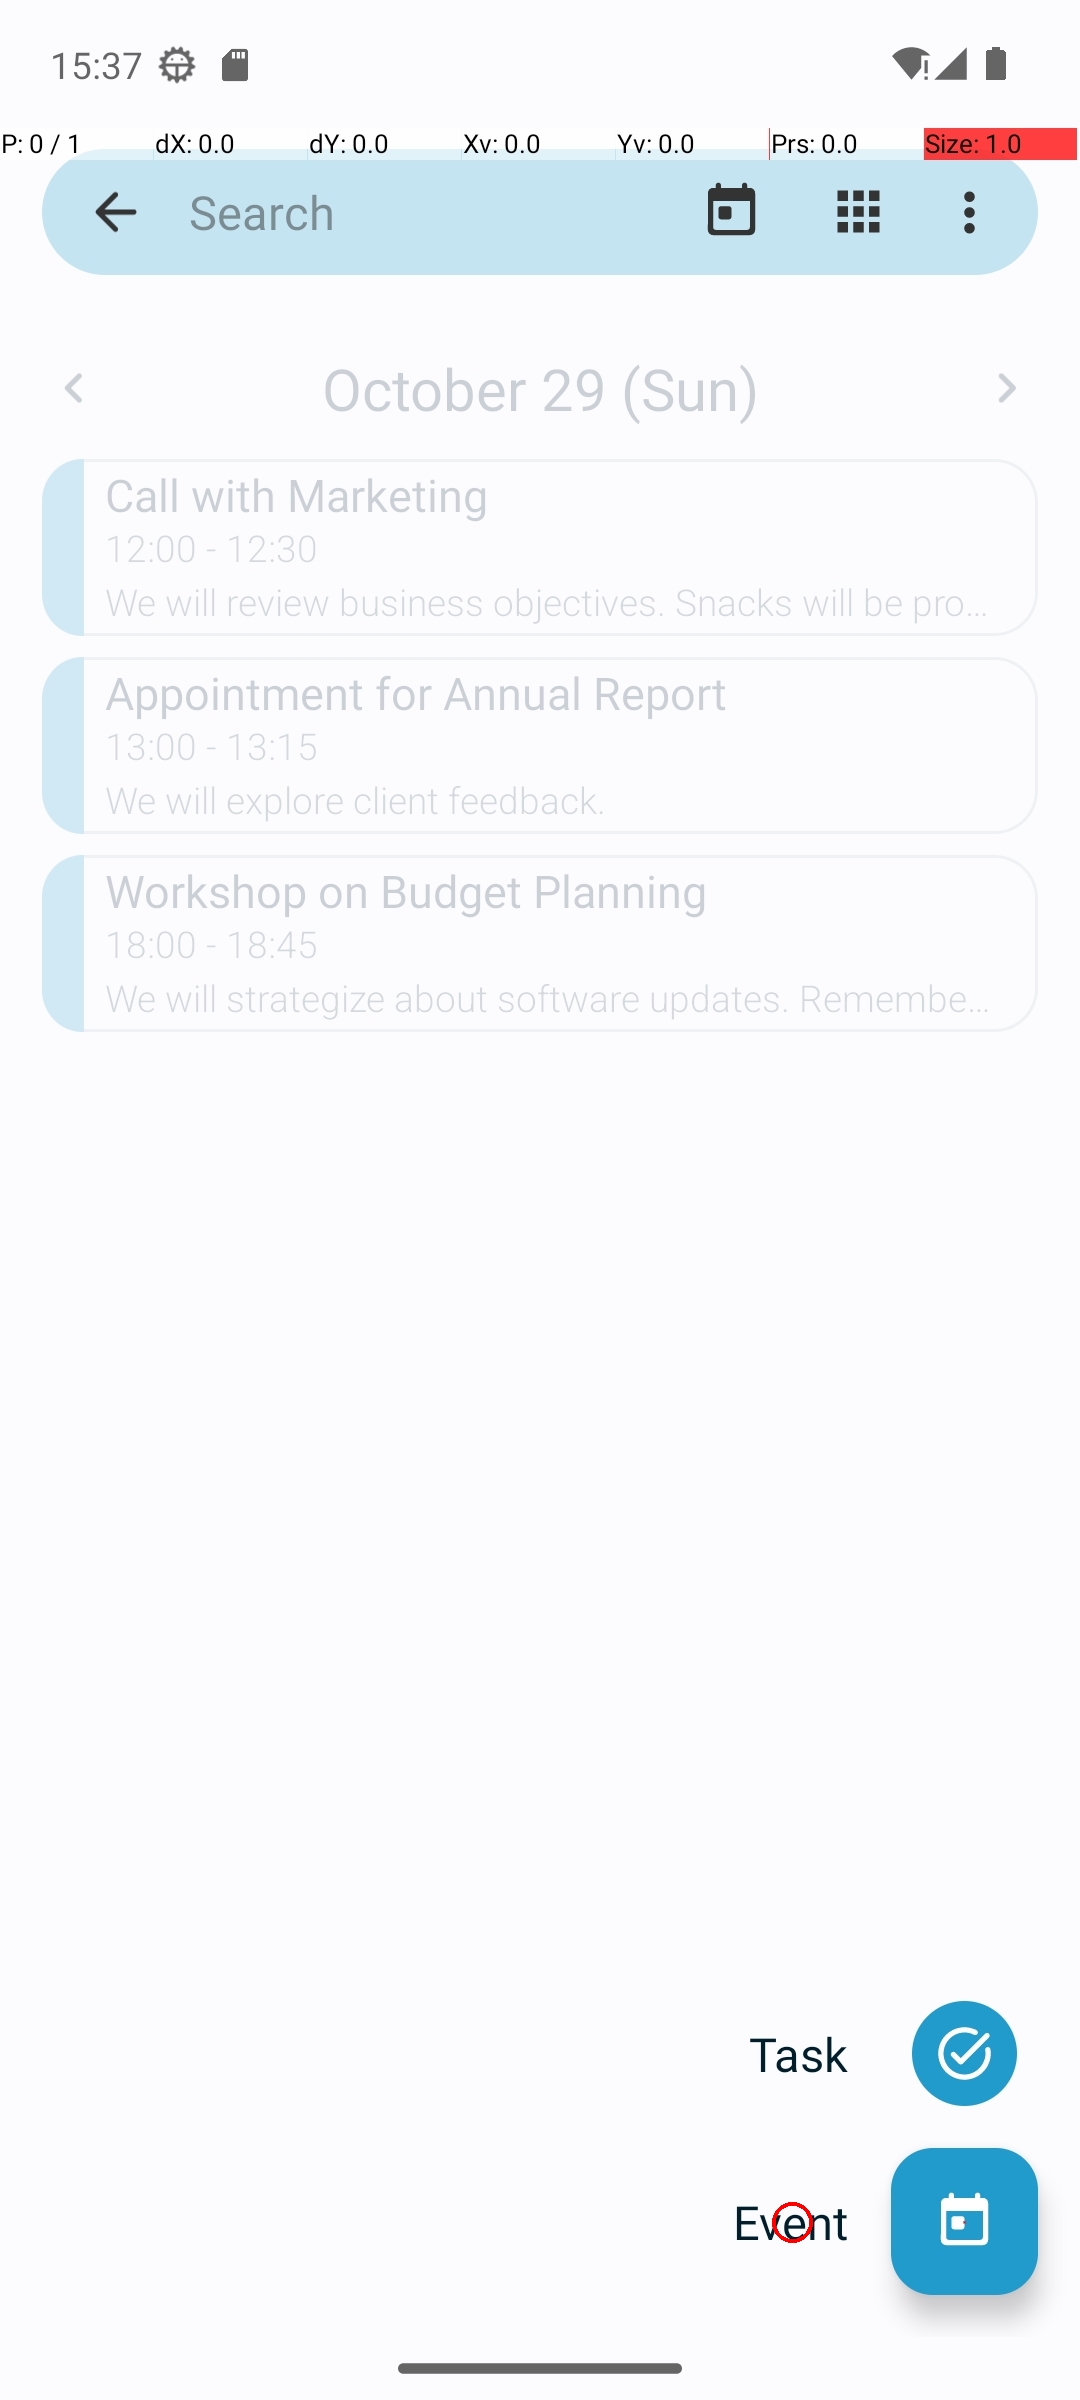 15:37
P: 0 / 1 dX: 0.0 dY: 0.0 Xv: 0.0 Yv: 0.0 Prs: 0.0 Size: 1.0
Search
October 29 (Sun)
Call with Marketing
12:00 - 12:30
We will review business objectives. Snacks will be pro...
Appointment for Annual Report
13:00 - 13:15
We will explore client feedback.
Workshop on Budget Planning
18:00 - 18:45
We will strategize about software updates. Remembe...
Task
Event